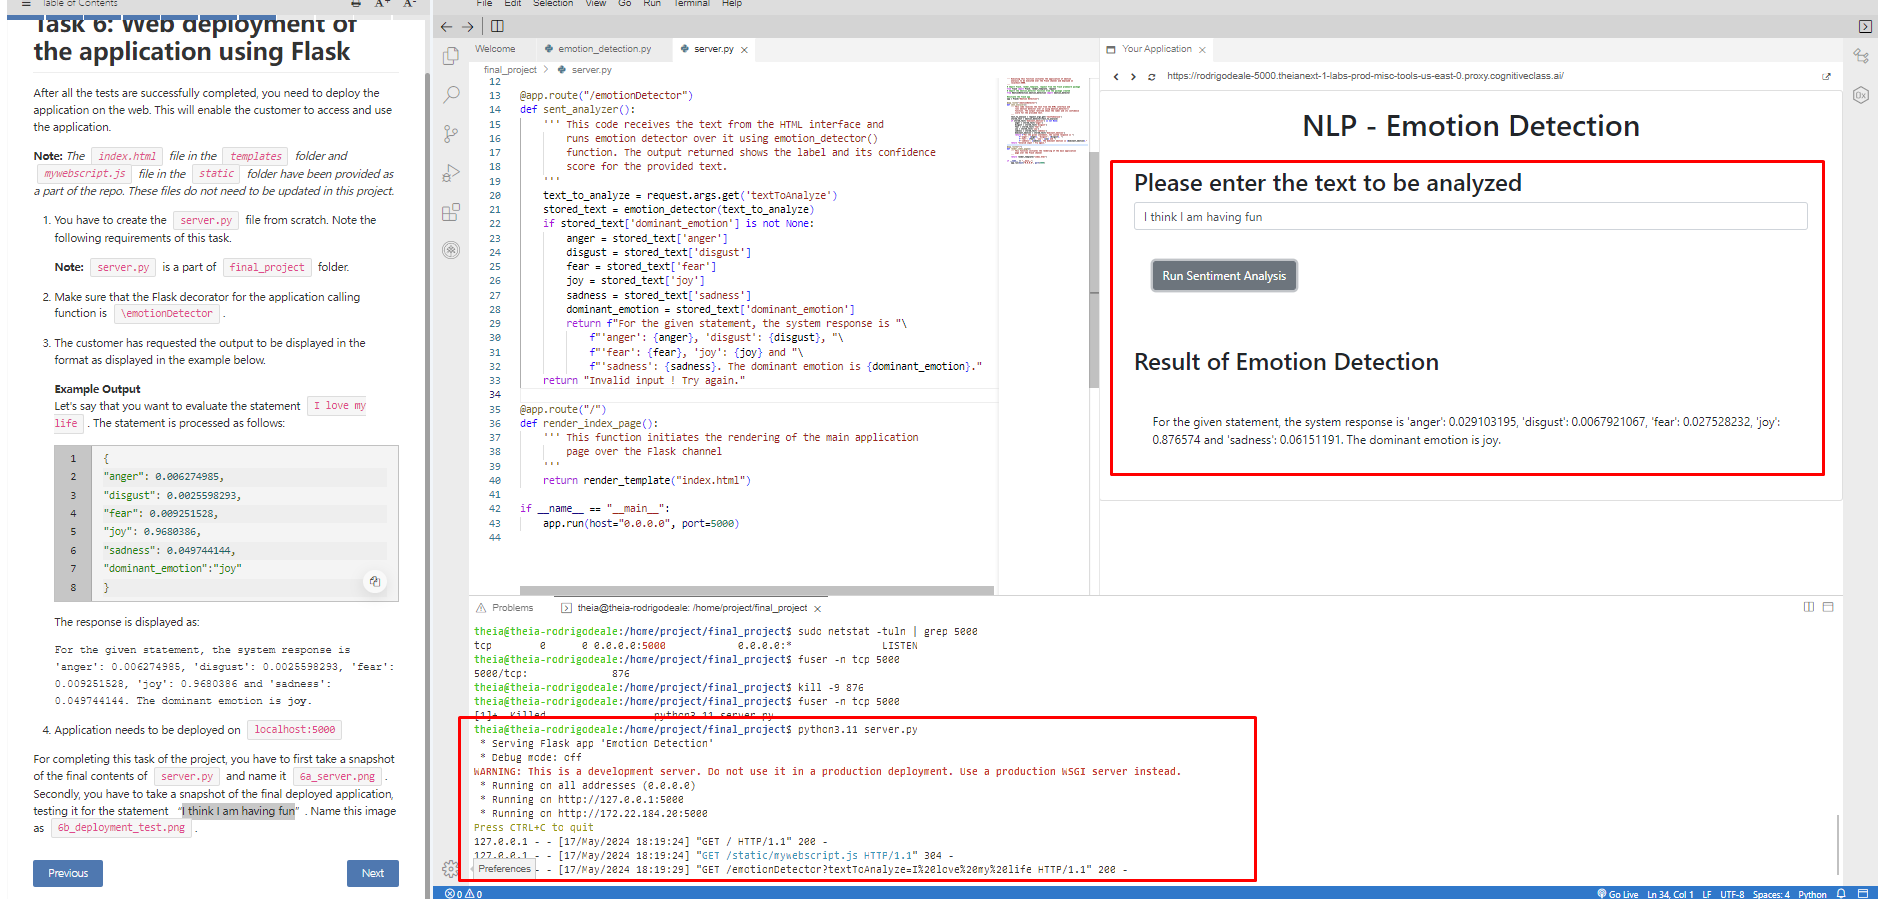 Table of Contents
A+
A-
Task 6: Web deployment of
the application using Flask
After all the tests are successfully completed, you need to deploy the
application on the web. This will enable the customer to access and use
the application.
Note: The index.html file in the templates folder and
mywebscript.js file in the static folder have been provided as
a part of the repo. These files do not need to be updated in this project.
1. You have to create the server.py file from scratch. Note the
following requirements of this task.
Note: server.py is a part of final_project folder.
2. Make sure that the Flask decorator for the application calling
function is \emotionDetector .
3. The customer has requested the output to be displayed in the
format as displayed in the example below.
Example Output
Let's say that you want to evaluate the statement I love my
life . The statement is processed as follows:
1 {
2 "anger": 0.006274985,
3 "disgust": 0.0025598293,
4 "fear": 0.009251528,
5 "joy": 0.9680386,
6 "sadness": 0.049744144,
7 "dominant_emotion":"joy"
8 }
The response is displayed as:
For the given statement, the system response is
'anger': 0.006274985, 'disgust': 0.0025598293, 'fear':
0.009251528, 'joy': 0.9680386 and 'sadness':
0.049744144. The dominant emotion is joy.
4. Application needs to be deployed on localhost:5000
For completing this task of the project, you have to first take a snapshot
of the final contents of server.py and name it 6a_server.png .
Secondly, you have to take a snapshot of the final deployed application,
testing it for the statement "I think I am having fun" . Name this image
as 6b_deployment_test.png .
Previous
Next
File Edit Selection View Go Run Terminal Help
Welcome
emotion_detection.py
server.py
final_project > server.py
12
13 @app.route("/emotionDetector")
14 def sent_analyzer():
15 ''' This code receives the text from the HTML interface and
16 runs emotion detector over it using emotion_detector()
17 function. The output returned shows the label and its confidence
18 score for the provided text.
19 '''
20 text_to_analyze = request.args.get('textToAnalyze')
21 stored_text = emotion_detector(text_to_analyze)
22 if stored_text['dominant_emotion'] is not None:
23 anger = stored_text['anger']
24 disgust = stored_text['disgust']
25 fear = stored_text['fear']
26 joy = stored_text['joy']
27 sadness = stored_text['sadness']
28 dominant_emotion = stored_text['dominant_emotion']
29 return f"For the given statement, the system response is "\
30 f"'anger': {anger}, 'disgust': {disgust}, "\
31 f"'fear': {fear}, 'joy': {joy} and "\
32 f"'sadness': {sadness}. The dominant emotion is {dominant_emotion}."
33 return "Invalid input ! Try again."
34
35 @app.route("/")
36 def render_index_page():
37 ''' This function initiates the rendering of the main application
38 page over the Flask channel
39 '''
40 return render_template("index.html")
41
42 if __name__ == "__main__":
43 app.run(host="0.0.0.0", port=5000)
44
Your Application
https://rodrigodeale-5000.theianext-1-labs-prod-misc-tools-us-east-0.proxy.cognitiveclass.ai/
NLP - Emotion Detection
Please enter the text to be analyzed
I think I am having fun
Run Sentiment Analysis
Result of Emotion Detection
For the given statement, the system response is 'anger': 0.029103195, 'disgust': 0.0067921067, 'fear': 0.027528232, 'joy':
0.876574 and 'sadness': 0.06151191. The dominant emotion is joy.
Problems
theia@theia-rodrigodeale: /home/project/final_project
theia@theia-rodrigodeale:/home/project/final_project$ sudo netstat -tuln | grep 5000
tcp 0 0 0.0.0.0:5000 0.0.0.0:* LISTEN
theia@theia-rodrigodeale:/home/project/final_project$ fuser -n tcp 5000
5000/tcp: 876
theia@theia-rodrigodeale:/home/project/final_project$ kill -9 876
theia@theia-rodrigodeale:/home/project/final_project$ fuser -n tcp 5000
[1]+ Killed python3.11 server.py
theia@theia-rodrigodeale:/home/project/final_project$ python3.11 server.py
* Serving Flask app 'Emotion Detection'
* Debug mode: off
WARNING: This is a development server. Do not use it in a production deployment. Use a production WSGI server instead.
* Running on all addresses (0.0.0.0)
* Running on http://127.0.0.1:5000
* Running on http://172.22.184.20:5000
Press CTRL+C to quit
127.0.0.1 - - [17/May/2024 18:19:24] "GET / HTTP/1.1" 200 -
127.0.0.1 - - [17/May/2024 18:19:24] "GET /static/mywebscript.js HTTP/1.1" 304 -
- - [17/May/2024 18:19:29] "GET /emotionDetector?textToAnalyze=I%20love%20my%20life HTTP/1.1" 200 -
Preferences
0 0
Go Live Ln 34, Col 1 LF UTF-8 Spaces: 4 Python